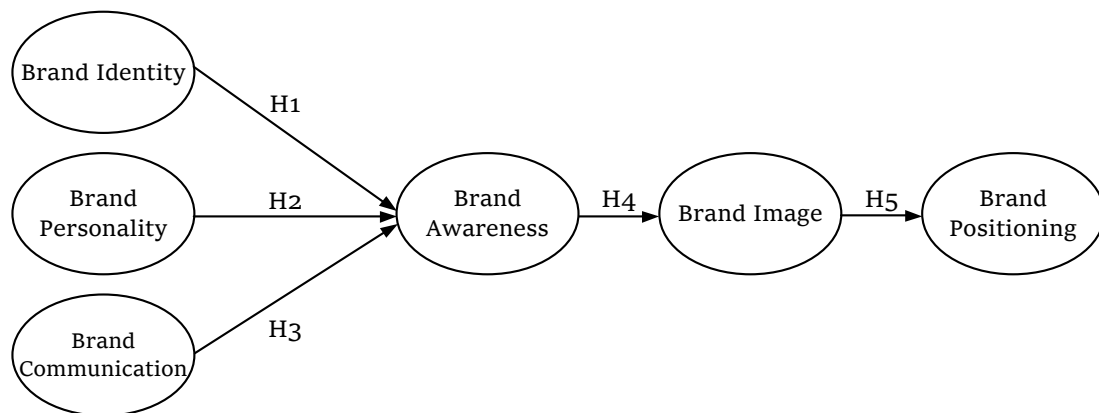 Brand Identity
H1
Brand
Personality
H2
Brand
Communication
H3
Brand
Awareness
H4
Brand Image
H5
Brand
Positioning